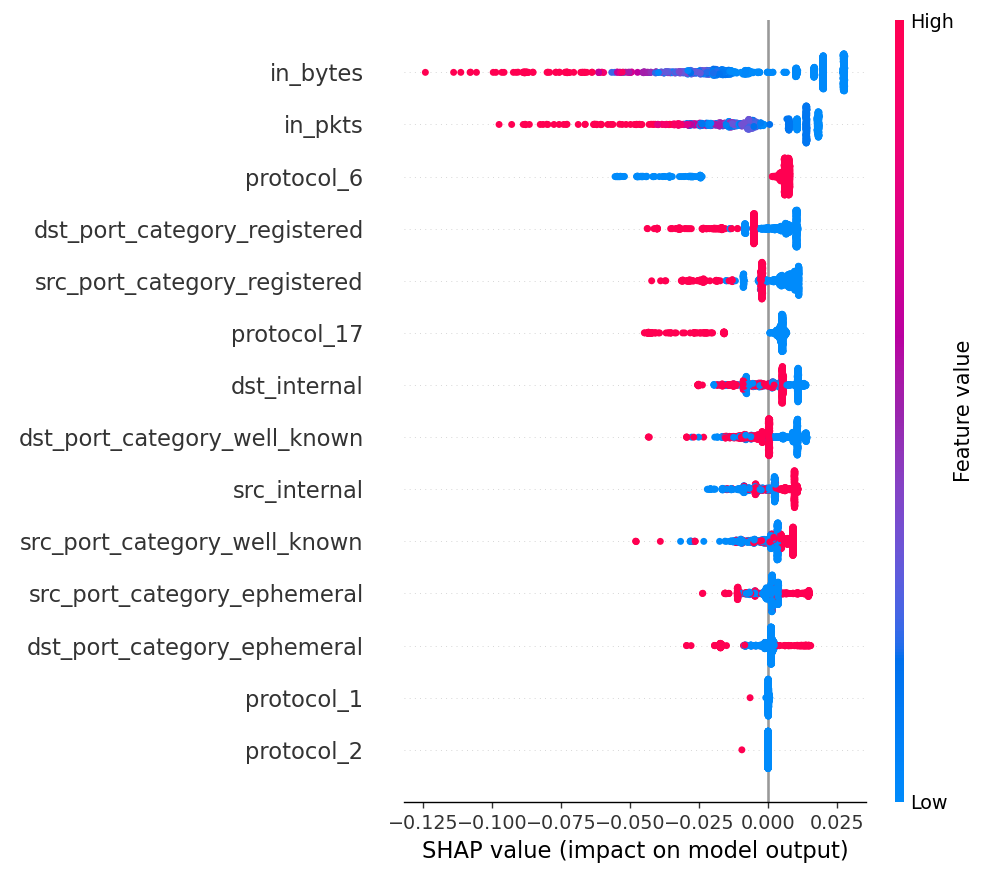 High
in_bytes
in_pkts
protocol_6
dst_port_category_registered
src_port_category_registered
protocol_17
dst_internal
dst_port_category_well_known
src_internal
src_port_category_well_known
src_port_category_ephemeral
dst_port_category_ephemeral
protocol_1
protocol_2
Feature value
Low
−0.125 −0.100 −0.075 −0.050 −0.025 0.000 0.025
SHAP value (impact on model output)